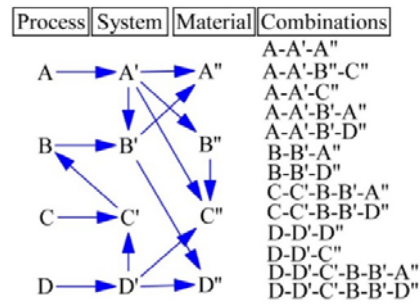 Process System Material Combinations
A A' A"
B B' B"
C C' C"
D D' D"
A-A'-A"
A-A'-B"-C"
A-A'-C"
A-A'-B'-A"
A-A'-B'-D"
B-B'-A"
B-B'-D"
C-C'-B-B'-A"
C-C'-B-B'-D"
D-D'-D"
D-D'-C"
D-D'-C'-B-B'-A"
D-D'-C'-B-B'-D"